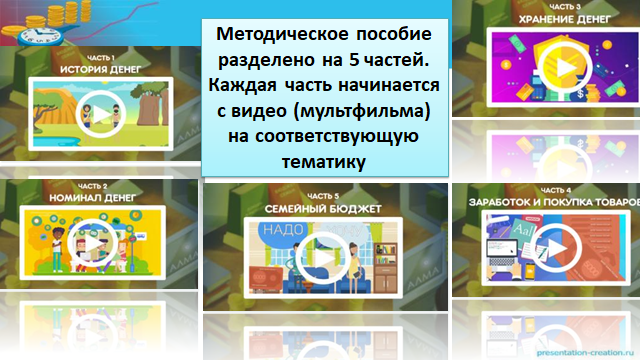 Методическое пособие
разделено на 5 частей.
Каждая часть начинается
с видео (мультфильма)
на соответствующую
тематику
ЧАСТЬ 1
ИСТОРИЯ ДЕНЕГ
ЧАСТЬ 2
НОМИНАЛ ДЕНЕГ
ЧАСТЬ 3
ХРАНЕНИЕ ДЕНЕГ
ЧАСТЬ 4
ЗАРАБОТОК И ПОКУПКА ТОВАРОВ
Aa
ЧАСТЬ 5
СЕМЕЙНЫЙ БЮДЖЕТ
НАДО
presentation-creation.ru